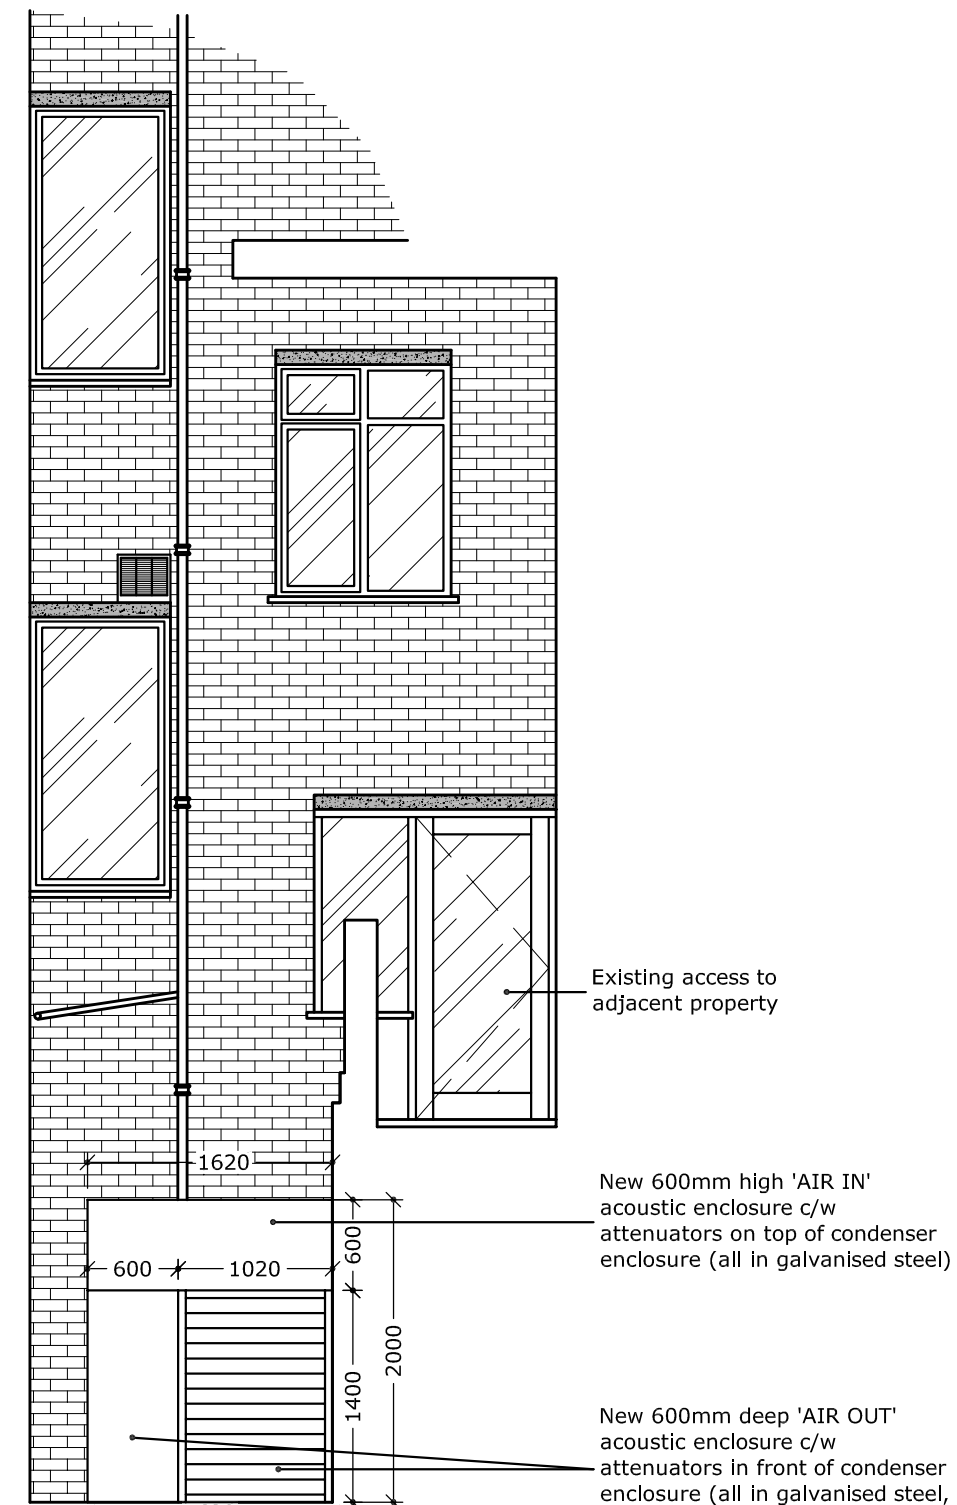 Existing access to
adjacent property
1620
New 600mm high 'AIR IN'
acoustic enclosure c/w
attenuators on top of condenser
enclosure (all in galvanised steel)
600
600
1020
2000
1400
New 600mm deep 'AIR OUT'
acoustic enclosure c/w
attenuators in front of condenser
enclosure (all in galvanised steel,